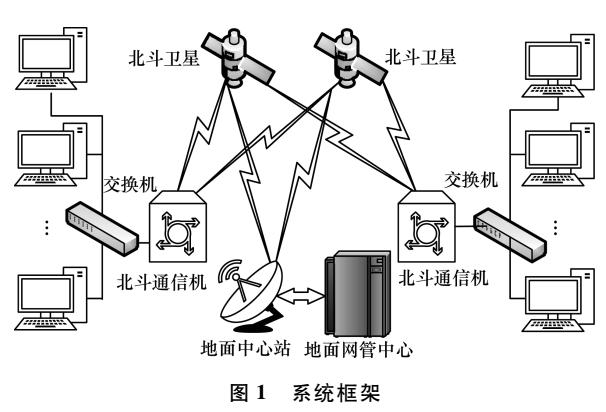 北斗卫星
北斗卫星
交换机
交换机
北斗通信机
北斗通信机
地面中心站
地面网管中心
图 1 系统框架